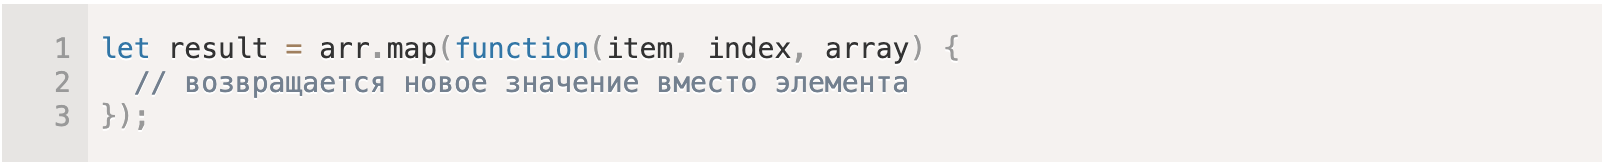 1 let result = arr.map(function(item, index, array) {
2   // возвращается новое значение вместо элемента
3 });